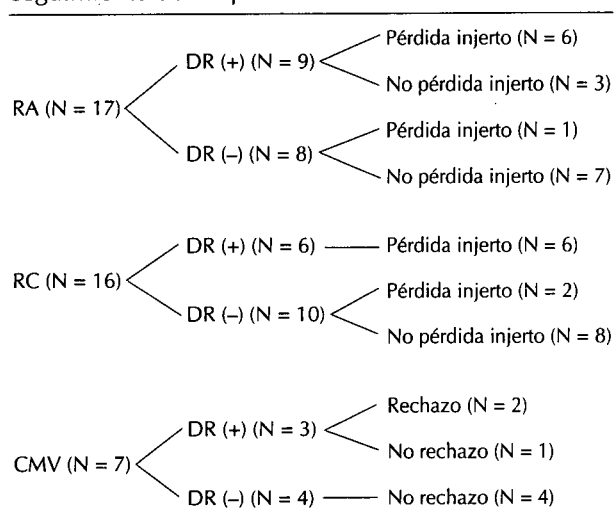 Pérdida injerto (N = 6)
DR (+) (N = 9)
No pérdida injerto (N = 3)
RA (N = 17)
Pérdida injerto (N = 1)
DR (–) (N = 8)
No pérdida injerto (N = 7)
DR (+) (N = 6)
Pérdida injerto (N = 6)
RC (N = 16)
Pérdida injerto (N = 2)
DR (–) (N = 10)
No pérdida injerto (N = 8)
Rechazo (N = 2)
DR (+) (N = 3)
No rechazo (N = 1)
CMV (N = 7)
DR (–) (N = 4)
No rechazo (N = 4)